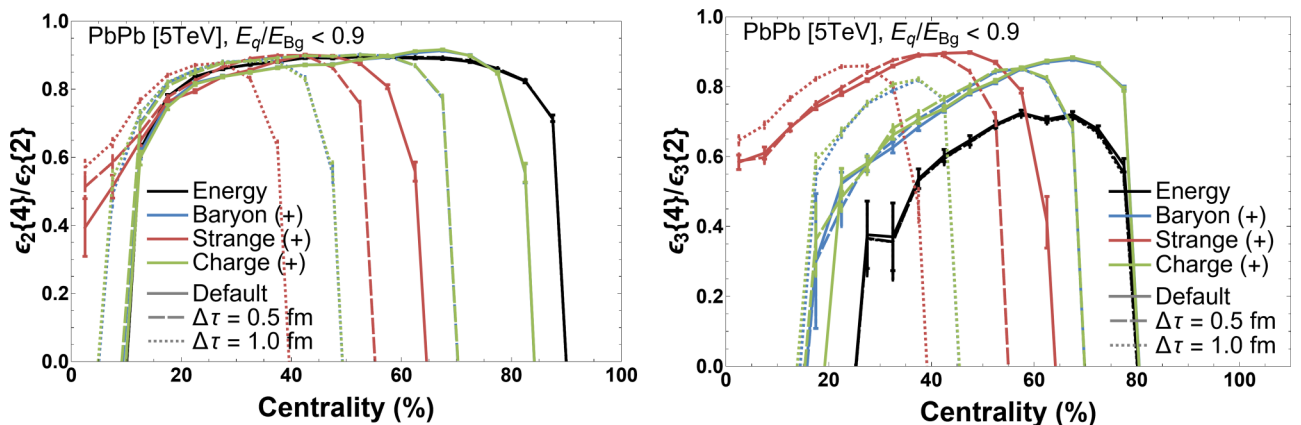 PbPb [5TeV], E_q/E_Bg < 0.9
ϵ₂{4}/ϵ₂{2}
1.0
0.8
0.6
0.4
0.2
0.0
Energy
Baryon (+)
Strange (+)
Charge (+)
Default
Δτ = 0.5 fm
Δτ = 1.0 fm
0 20 40 60 80 100
Centrality (%)
PbPb [5TeV], E_q/E_Bg < 0.9
ϵ₃{4}/ϵ₃{2}
1.0
0.8
0.6
0.4
0.2
0.0
Energy
Baryon (+)
Strange (+)
Charge (+)
Default
Δτ = 0.5 fm
Δτ = 1.0 fm
0 20 40 60 80 100
Centrality (%)